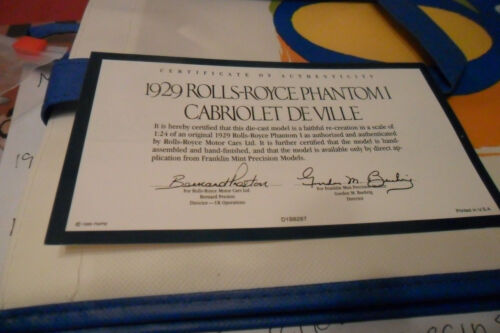 CERTIFICATE OF AUTHENTICITY
1929 ROLLS-ROYCE PHANTOM I
CABRIOLET DE VILLE
It is hereby certified that this die-cast model is a faithful re-creation in a scale of
1:24 of an original 1929 Rolls-Royce Phantom I as authorized and authenticated
by Rolls-Royce Motor Cars Ltd. It is further certified that the model is hand-
assembled and hand-finished, and that the model is available only by direct ap-
plication from Franklin Mint Precision Models.
For Rolls-Royce Motor Cars Ltd.
Bernard Preston
Director — UK Operations
For Franklin Mint Precision
Director
Printed in U.S.A.
19